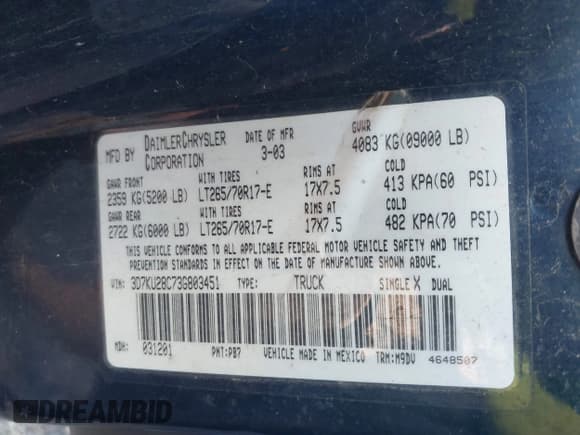 MFD BY DAIMLERCHRYSLER CORPORATION DATE OF MFR 3-03 GVWR 4083 KG(09000 LB)
GAWR FRONT WITH TIRES RIMS AT COLD
2359 KG(5200 LB) LT265/70R17-E 17X7.5 413 KPA(60 PSI)
GAWR REAR WITH TIRES RIMS AT COLD
2722 KG(6000 LB) LT265/70R17-E 17X7.5 482 KPA(70 PSI)
THIS VEHICLE CONFORMS TO ALL APPLICABLE FEDERAL MOTOR VEHICLE SAFETY AND THEFT
PREVENTION STANDARDS IN EFFECT ON THE DATE OF MANUFACTURE SHOWN ABOVE.
VIN: 3D7KU28C73G803451 TYPE: TRUCK SINGLE X DUAL
MDH: 031201 PNT:PB7 VEHICLE MADE IN MEXICO TRM:M9DV 4648507
DREAMBID